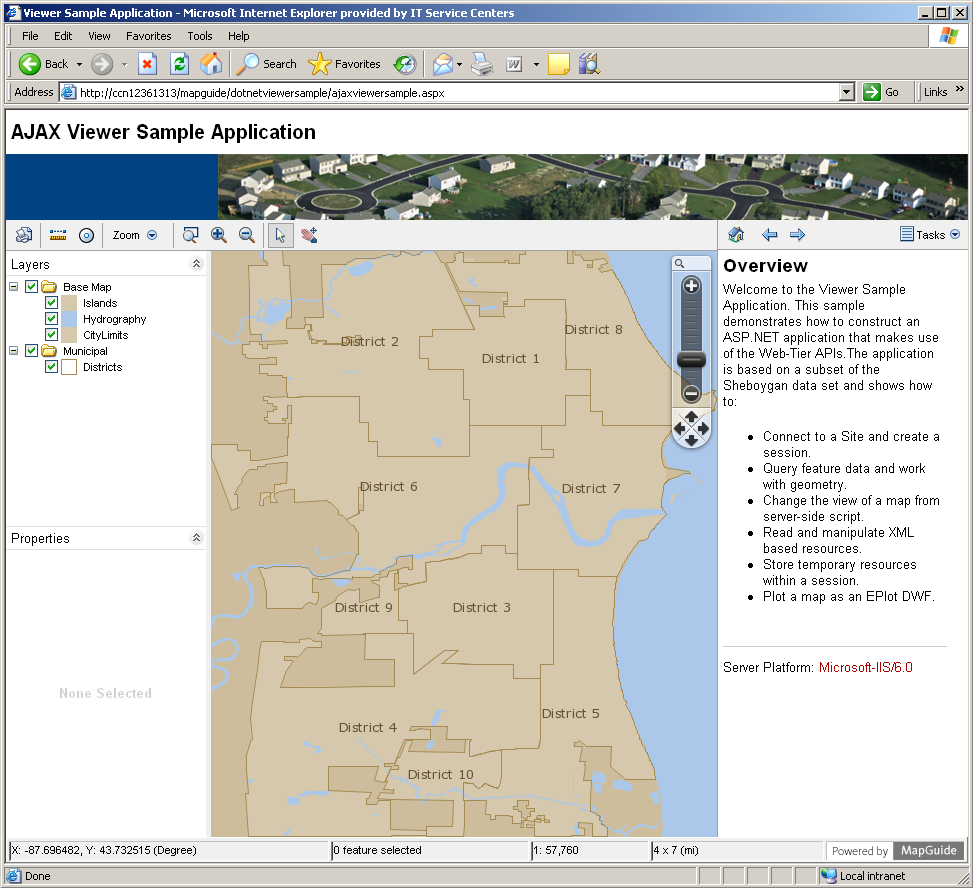 Viewer Sample Application - Microsoft Internet Explorer provided by IT Service Centers
File Edit View Favorites Tools Help
Back Search Favorites
Address http://ccn12361313/mapguide/dotnetviewersample/ajaxviewersample.aspx Go Links »
AJAX Viewer Sample Application
Zoom
Tasks
Layers
Base Map
Islands
Hydrography
CityLimits
Municipal
Districts
Properties
None Selected
District 8
District 2
District 1
District 6
District 7
District 9
District 3
District 5
District 4
District 10
Overview
Welcome to the Viewer Sample
Application. This sample
demonstrates how to construct an
ASP.NET application that makes use
of the Web-Tier APIs.The application
is based on a subset of the
Sheboygan data set and shows how
to:
• Connect to a Site and create a
session.
• Query feature data and work
with geometry.
• Change the view of a map from
server-side script.
• Read and manipulate XML
based resources.
• Store temporary resources
within a session.
• Plot a map as an EPlot DWF.
Server Platform: Microsoft-IIS/6.0
X: -87.696482, Y: 43.732515 (Degree) 0 feature selected 1: 57,760 4 x 7 (mi) Powered by MapGuide
Done Local intranet